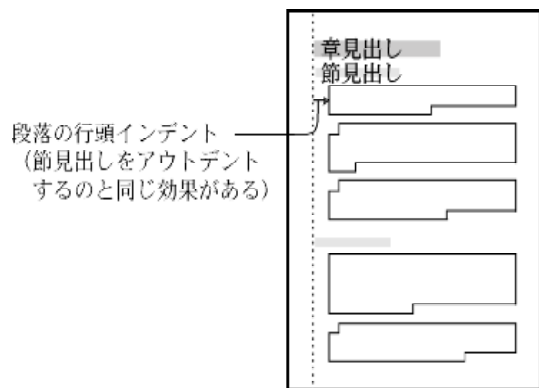 章見出し
節見出し
段落の行頭インデント
（節見出しをアウトデント
するのと同じ効果がある）